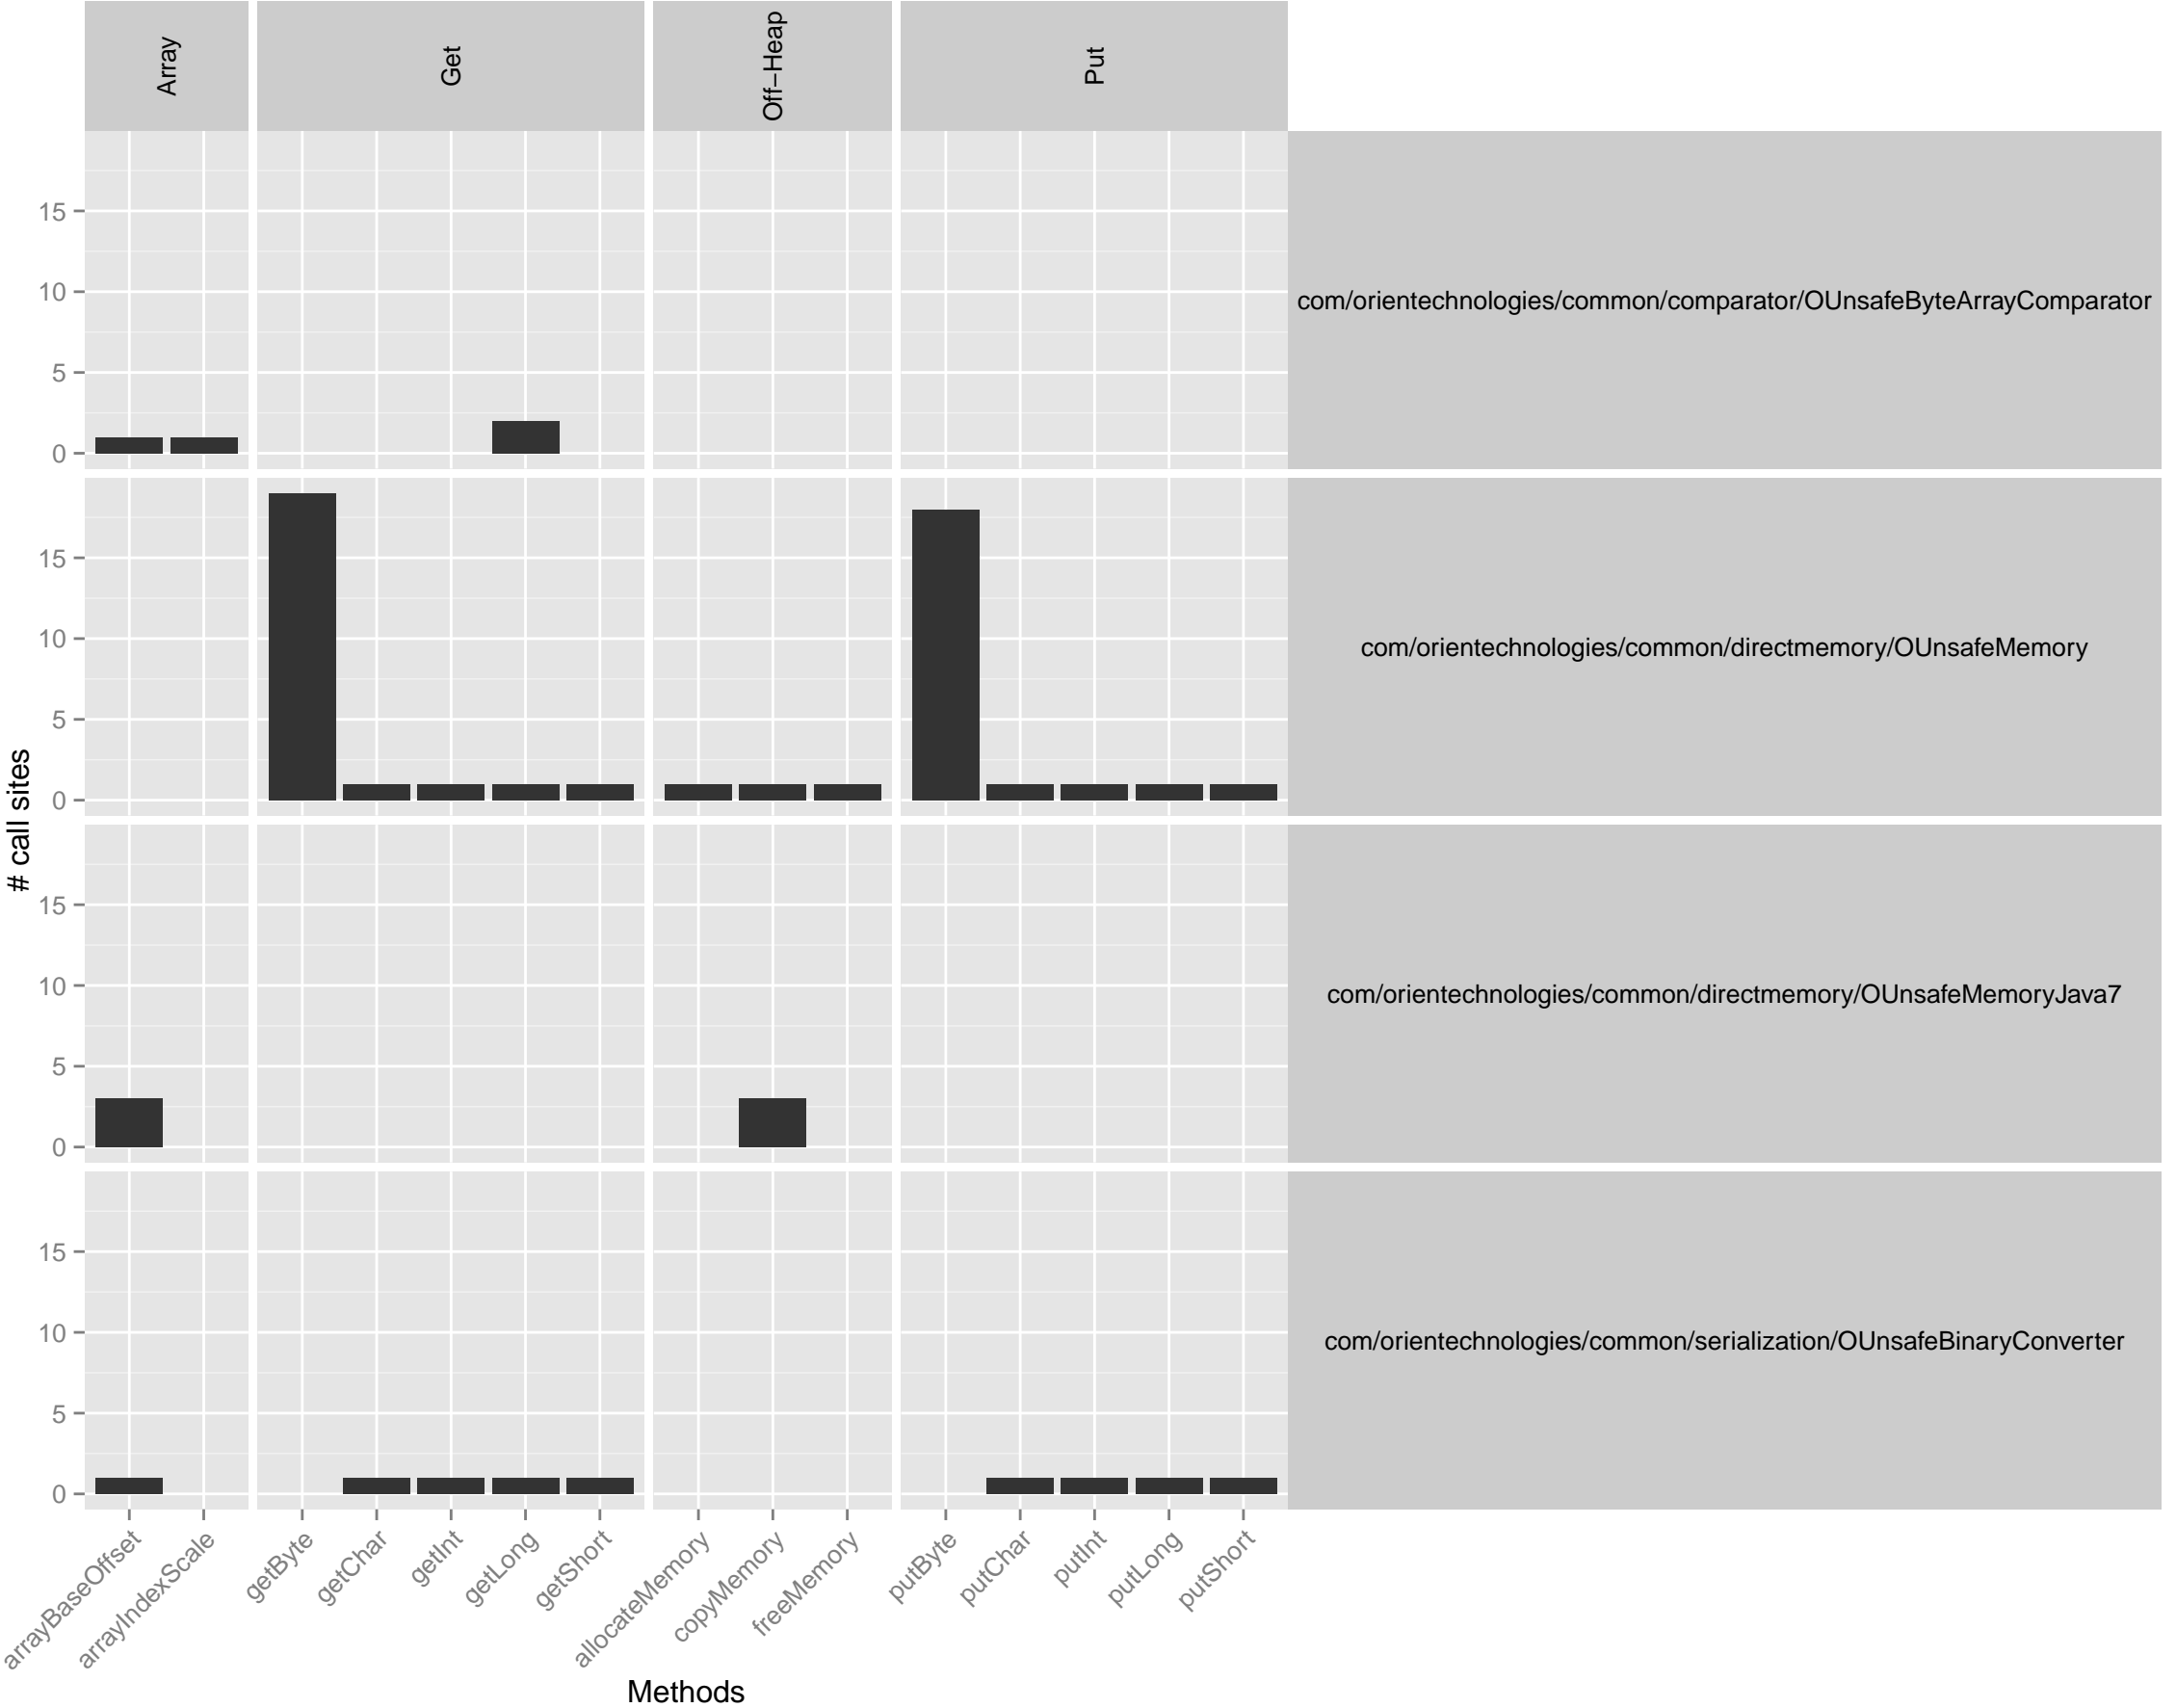 Array
Get
Off-Heap
Put
15
10
5
0
com/orientechnologies/common/comparator/OUnsafeByteArrayComparator
15
10
5
0
com/orientechnologies/common/directmemory/OUnsafeMemory
15
10
5
0
com/orientechnologies/common/directmemory/OUnsafeMemoryJava7
15
10
5
0
com/orientechnologies/common/serialization/OUnsafeBinaryConverter
# call sites
arrayBaseOffset
arrayIndexScale
getByte
getChar
getInt
getLong
getShort
allocateMemory
copyMemory
freeMemory
putByte
putChar
putInt
putLong
putShort
Methods